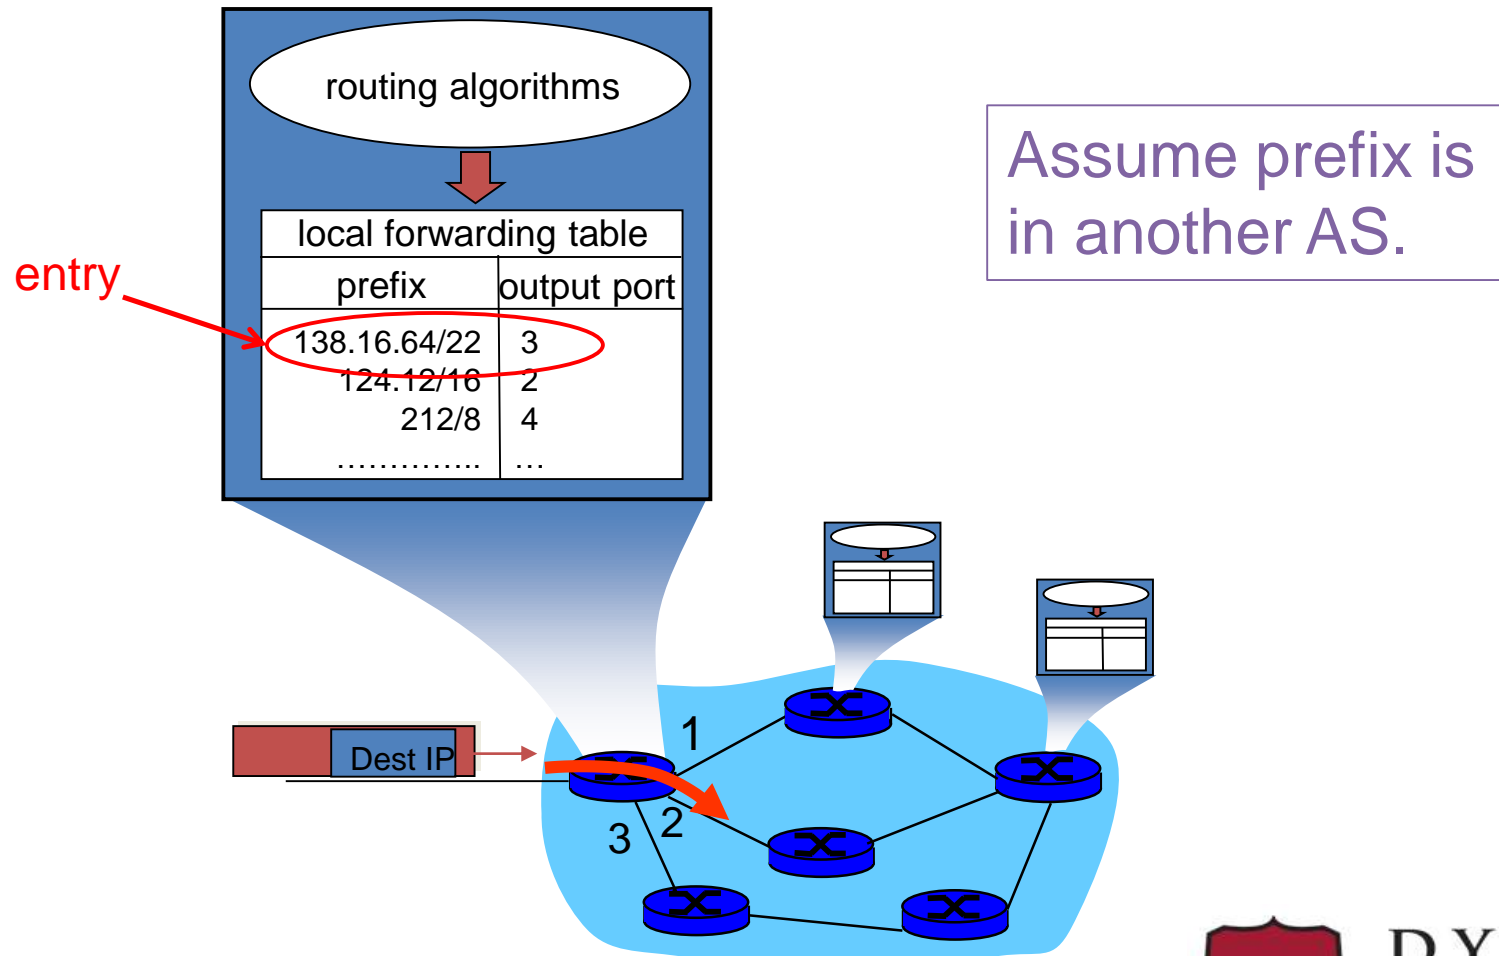 routing algorithms
local forwarding table
prefix output port
entry
138.16.64/22 3
124.12/16 2
212/8 4
………….. …
Assume prefix is
in another AS.
Dest IP
1
2
3